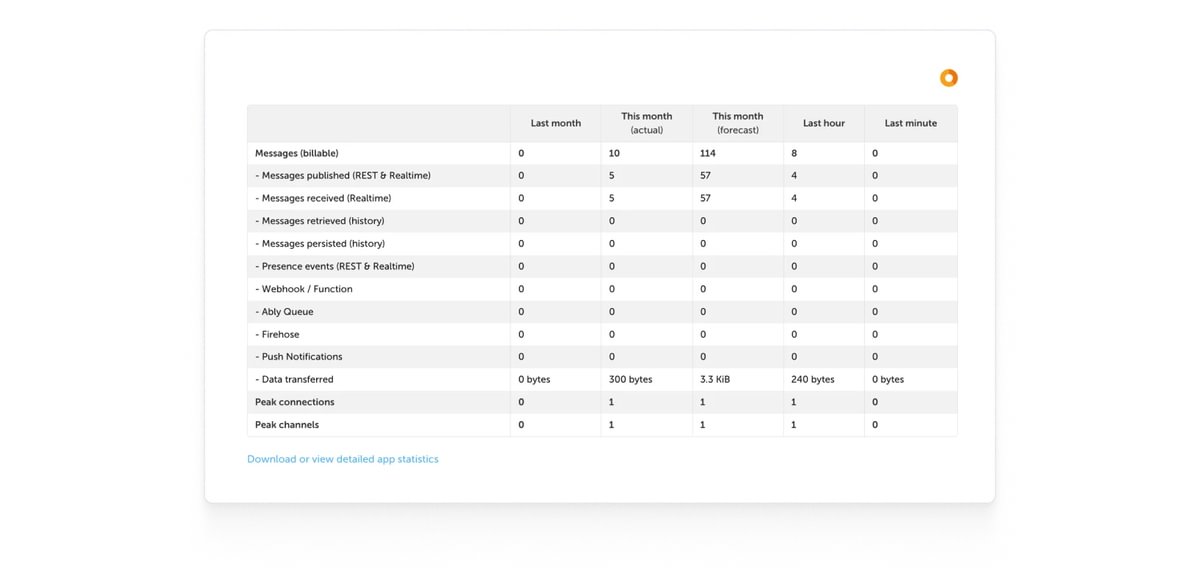 Last month This month (actual) This month (forecast) Last hour Last minute
Messages (billable) 0 10 114 8 0
- Messages published (REST & Realtime) 0 5 57 4 0
- Messages received (Realtime) 0 5 57 4 0
- Messages retrieved (history) 0 0 0 0 0
- Messages persisted (history) 0 0 0 0 0
- Presence events (REST & Realtime) 0 0 0 0 0
- Webhook / Function 0 0 0 0 0
- Ably Queue 0 0 0 0 0
- Firehose 0 0 0 0 0
- Push Notifications 0 0 0 0 0
- Data transferred 0 bytes 300 bytes 3.3 KiB 240 bytes 0 bytes
Peak connections 0 1 1 1 0
Peak channels 0 1 1 1 0
Download or view detailed app statistics